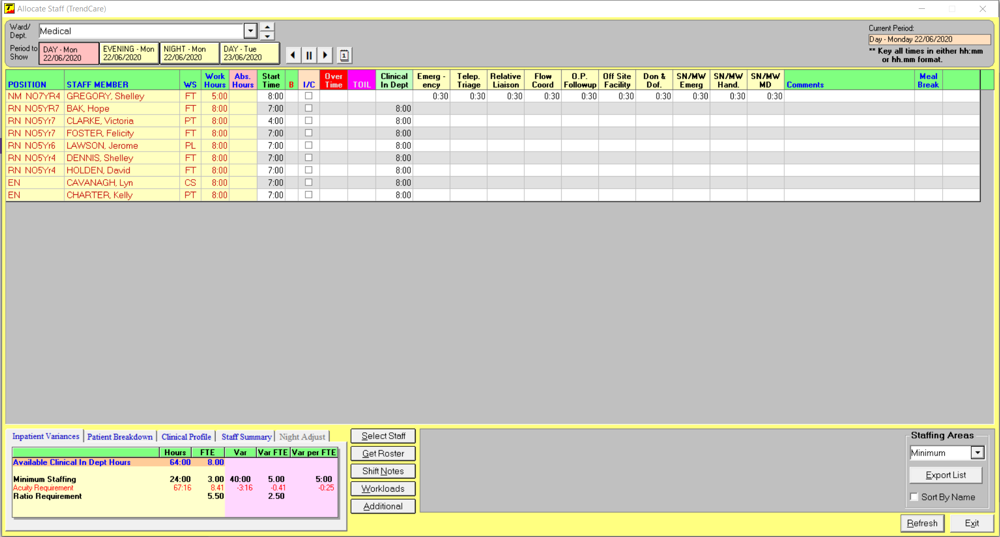 Allocate Staff (TrendCare)
Ward/ Dept. Medical
Current Period:
Day - Monday 22/06/2020
** Key all times in either hh:mm
or hh.mm format.
Period to Show DAY - Mon 22/06/2020 EVENING - Mon 22/06/2020 NIGHT - Mon 22/06/2020 DAY - Tue 23/06/2020
POSITION STAFF MEMBER WS Work Hours Abs. Hours Start Time B I/C Over Time TOIL Clinical In Dept Emerg - ency Telep. Triage Relative Liaison Flow Coord O.P. Followup Off Site Facility Don & Dof. SN/MW Emerg SN/MW Hand. SN/MW MD Comments Meal Break
NM NO7YR4 GREGORY, Shelley FT 5:00 8:00 0:30 0:30 0:30 0:30 0:30 0:30 0:30 0:30 0:30 0:30
RN NO5YR7 BAK, Hope FT 8:00 7:00 8:00
RN NO5Yr7 CLARKE, Victoria PT 8:00 4:00 8:00
RN NO5Yr7 FOSTER, Felicity FT 8:00 7:00 8:00
RN NO5Yr6 LAWSON, Jerome PL 8:00 7:00 8:00
RN NO5Yr4 DENNIS, Shelley FT 8:00 7:00 8:00
RN NO5Yr4 HOLDEN, David FT 8:00 7:00 8:00
EN CAVANAGH, Lyn CS 8:00 7:00 8:00
EN CHARTER, Kelly PT 8:00 7:00 8:00
Inpatient Variances Patient Breakdown Clinical Profile Staff Summary Night Adjust
Hours FTE Var Var FTE Var per FTE
Available Clinical In Dept Hours 64:00 8.00
Minimum Staffing 24:00 3.00 40:00 5.00 5:00
Acuity Requirement 67:16 8.41 -3:16 -0.41 -0:25
Ratio Requirement 5.50 2.50
Select Staff
Get Roster
Shift Notes
Workloads
Additional
Staffing Areas
Minimum
Export List
Sort By Name
Refresh Exit